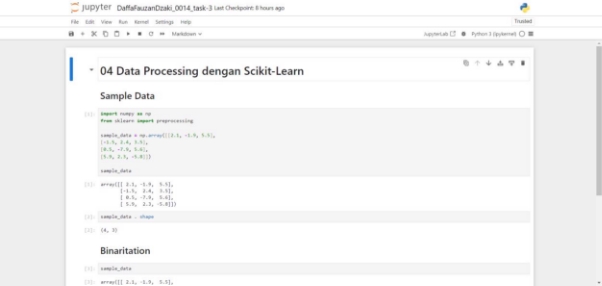 jupyter DaffaFauzanDzaki_0014_task-3 Last Checkpoint: 8 hours ago
File Edit View Run Kernel Settings Help
Trusted
Markdown
JupyterLab
Python 3 (ipykernel)
04 Data Processing dengan Scikit-Learn
Sample Data
[1]:
import numpy as np
from sklearn import preprocessing
sample_data = np.array([[2.1, -1.9, 5.5],
[-1.5, 2.4, 3.5],
[0.5, -7.9, 5.6],
[5.9, 2.3, -5.8]])
sample_data
[1]:
array([[ 2.1, -1.9, 5.5],
[-1.5, 2.4, 3.5],
[ 0.5, -7.9, 5.6],
[ 5.9, 2.3, -5.8]])
[2]:
sample_data . shape
[2]:
(4, 3)
Binaritation
sample_data
array([[ 2.1, -1.9, 5.5],